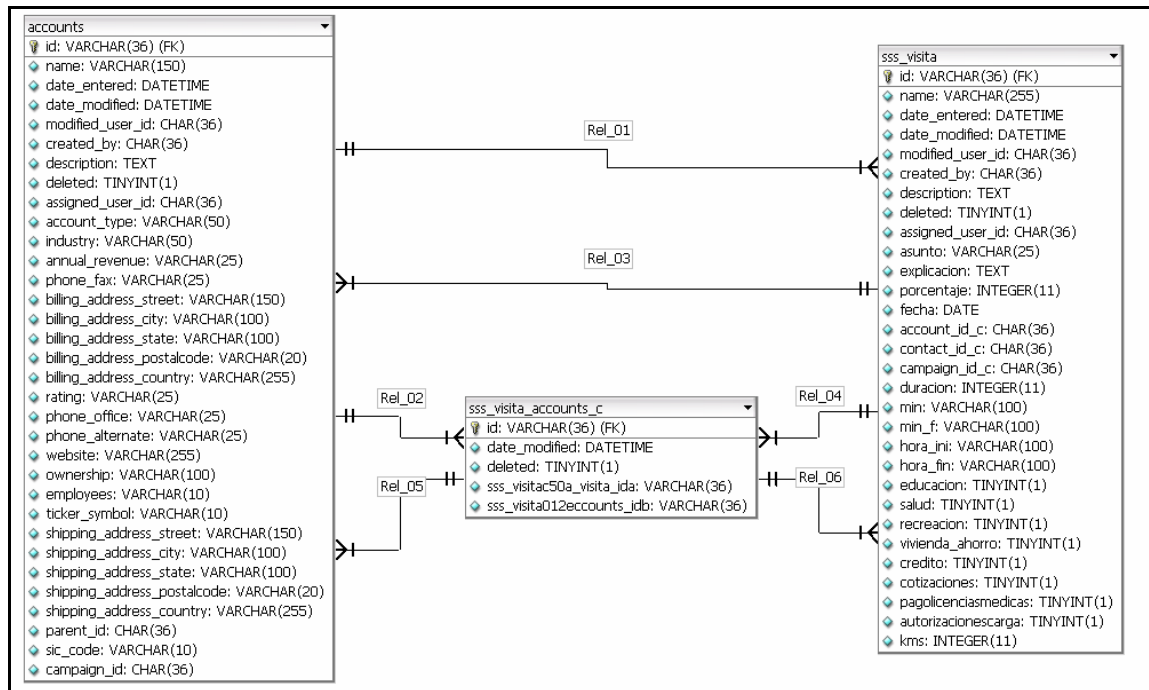 accounts
id: VARCHAR(36) (FK)
name: VARCHAR(150)
date_entered: DATETIME
date_modified: DATETIME
modified_user_id: CHAR(36)
created_by: CHAR(36)
description: TEXT
deleted: TINYINT(1)
assigned_user_id: CHAR(36)
account_type: VARCHAR(50)
industry: VARCHAR(50)
annual_revenue: VARCHAR(25)
phone_fax: VARCHAR(25)
billing_address_street: VARCHAR(150)
billing_address_city: VARCHAR(100)
billing_address_state: VARCHAR(100)
billing_address_postalcode: VARCHAR(20)
billing_address_country: VARCHAR(255)
rating: VARCHAR(25)
phone_office: VARCHAR(25)
phone_alternate: VARCHAR(25)
website: VARCHAR(255)
ownership: VARCHAR(100)
employees: VARCHAR(10)
ticker_symbol: VARCHAR(10)
shipping_address_street: VARCHAR(150)
shipping_address_city: VARCHAR(100)
shipping_address_state: VARCHAR(100)
shipping_address_postalcode: VARCHAR(20)
shipping_address_country: VARCHAR(255)
parent_id: CHAR(36)
sic_code: VARCHAR(10)
campaign_id: CHAR(36)
Rel_01
Rel_03
Rel_02
Rel_04
Rel_05
Rel_06
sss_visita_accounts_c
id: VARCHAR(36) (FK)
date_modified: DATETIME
deleted: TINYINT(1)
sss_visitac50a_visita_ida: VARCHAR(36)
sss_visita012eccounts_idb: VARCHAR(36)
sss_visita
id: VARCHAR(36) (FK)
name: VARCHAR(255)
date_entered: DATETIME
date_modified: DATETIME
modified_user_id: CHAR(36)
created_by: CHAR(36)
description: TEXT
deleted: TINYINT(1)
assigned_user_id: CHAR(36)
asunto: VARCHAR(25)
explicacion: TEXT
porcentaje: INTEGER(11)
fecha: DATE
account_id_c: CHAR(36)
contact_id_c: CHAR(36)
campaign_id_c: CHAR(36)
duracion: INTEGER(11)
min: VARCHAR(100)
min_f: VARCHAR(100)
hora_ini: VARCHAR(100)
hora_fin: VARCHAR(100)
educacion: TINYINT(1)
salud: TINYINT(1)
recreacion: TINYINT(1)
vivienda_ahorro: TINYINT(1)
credito: TINYINT(1)
cotizaciones: TINYINT(1)
pagolicenciasmedicas: TINYINT(1)
autorizacionescarga: TINYINT(1)
kms: INTEGER(11)